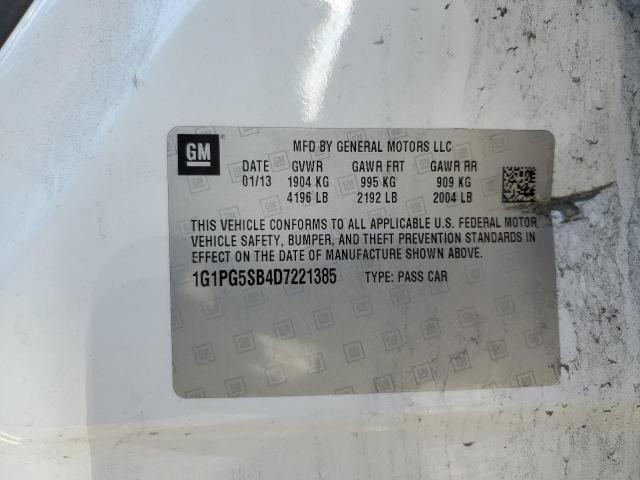 GM
MFD BY GENERAL MOTORS LLC
DATE GVWR GAWR FRT GAWR RR
01/13 1904 KG 995 KG 909 KG
4196 LB 2192 LB 2004 LB
THIS VEHICLE CONFORMS TO ALL APPLICABLE U.S. FEDERAL MOTOR
VEHICLE SAFETY, BUMPER, AND THEFT PREVENTION STANDARDS IN
EFFECT ON THE DATE OF MANUFACTURE SHOWN ABOVE.
1G1PG5SB4D7221385 TYPE: PASS CAR